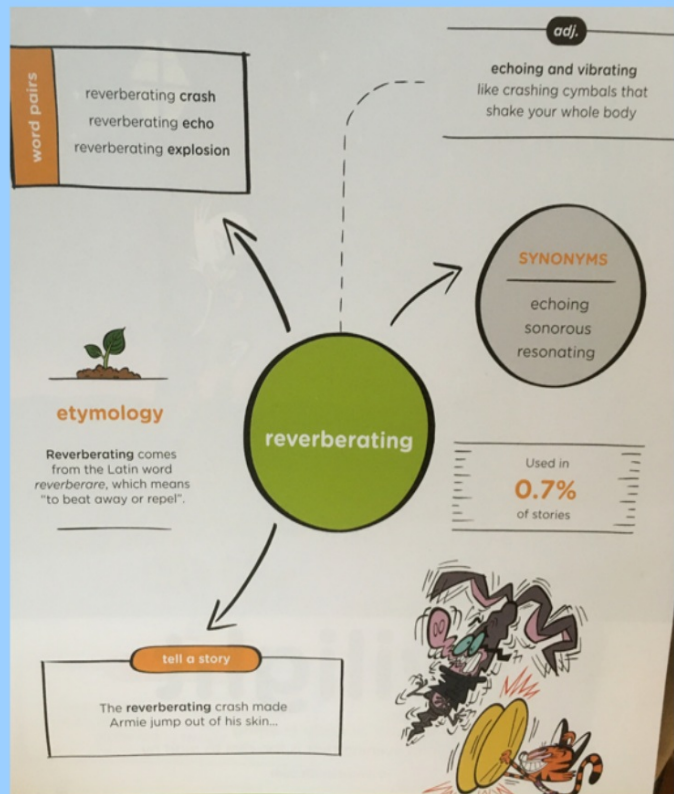 adj.
echoing and vibrating
like crashing cymbals that
shake your whole body
word pairs
reverberating crash
reverberating echo
reverberating explosion
SYNONYMS
echoing
sonorous
resonating
etymology
Reverberating comes
from the Latin word
reverberare, which means
“to beat away or repel”.
reverberating
Used in
0.7%
of stories
tell a story
The reverberating crash made
Armie jump out of his skin...